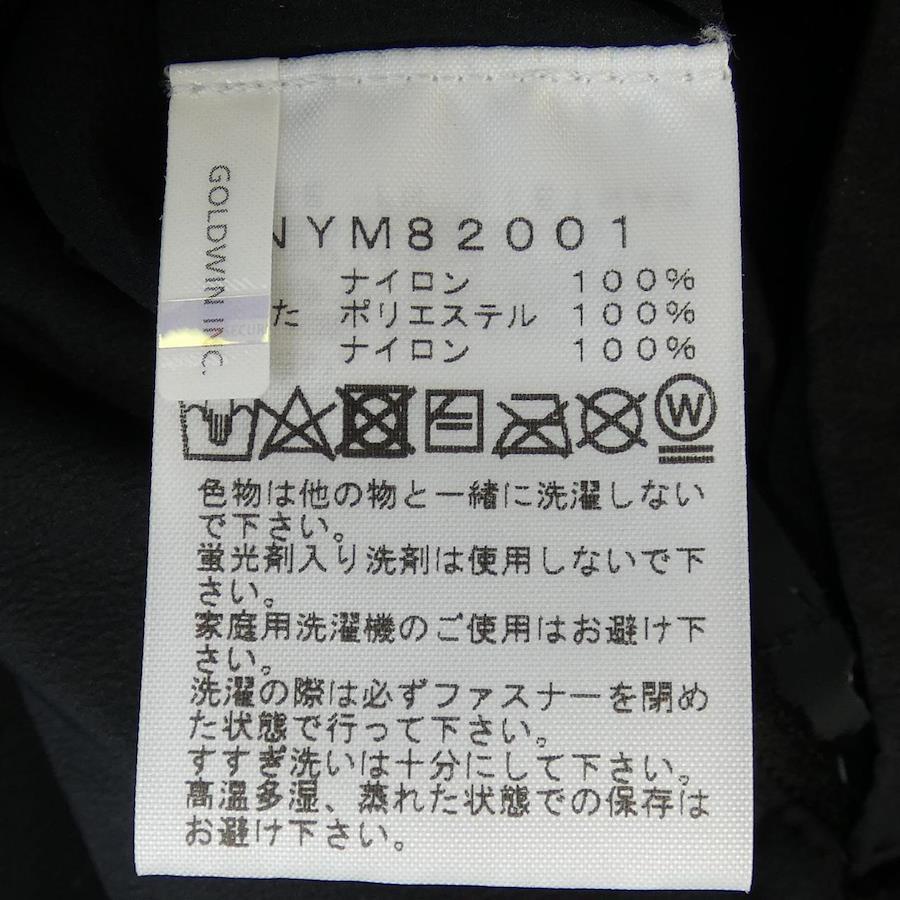 GOLDWIN INC.
NYM82001
ナイロン 100%
た ポリエステル 100%
ナイロン 100%
W
色物は他の物と一緒に洗濯しない
で下さい。
蛍光剤入り洗剤は使用しないで下
さい。
家庭用洗濯機のご使用はお避け下
さい。
洗濯の際は必ずファスナーを閉め
た状態で行って下さい。
すすぎ洗いは十分にして下さい。
高温多湿、蒸れた状態での保存は
お避け下さい。